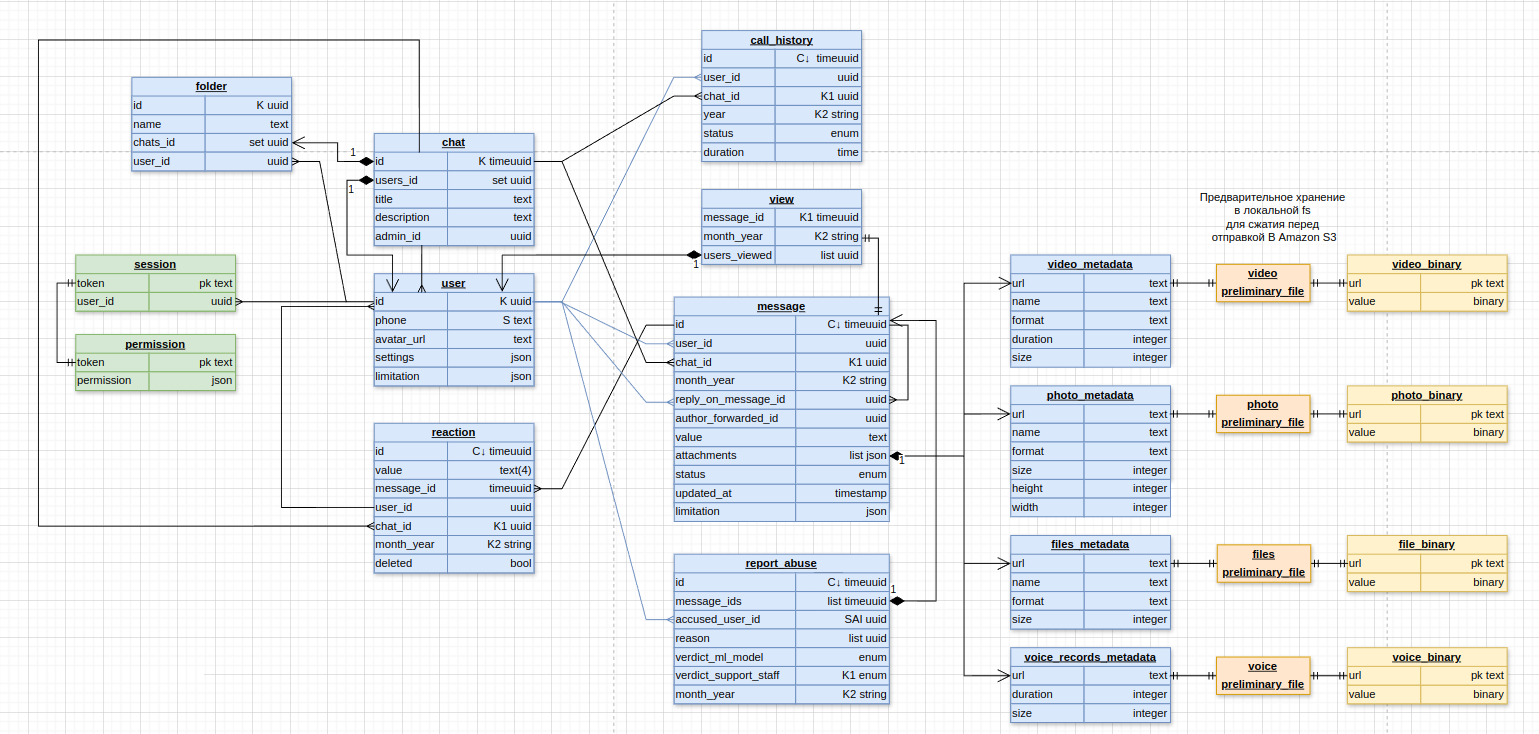 folder
id K uuid
name text
chats_id set uuid
user_id uuid
1
1
chat
id K timeuuid
users_id set uuid
title text
description text
admin_id uuid
session
token pk text
user_id uuid
permission
token pk text
permission json
user
id K uuid
phone S text
avatar_url text
settings json
limitation json
reaction
id C↓ timeuuid
value text(4)
message_id timeuuid
user_id uuid
chat_id K1 uuid
month_year K2 string
deleted bool
call_history
id C↓ timeuuid
user_id uuid
chat_id K1 uuid
year K2 string
status enum
duration time
view
message_id K1 timeuuid
month_year K2 string
users_viewed list uuid
1
message
id C↓ timeuuid
user_id uuid
chat_id K1 uuid
month_year K2 string
reply_on_message_id uuid
author_forwarded_id uuid
value text
attachments list json
status enum
updated_at timestamp
limitation json
1
report_abuse
id C↓ timeuuid
message_ids list timeuuid
accused_user_id SAI uuid
reason list uuid
verdict_ml_model enum
verdict_support_staff K1 enum
month_year K2 string
1
Предварительное хранение
в локальной fs
для сжатия перед
отправкой В Amazon S3
video_metadata
url text
name text
format text
duration integer
size integer
video
preliminary_file
video_binary
url pk text
value binary
photo_metadata
url text
name text
format text
size integer
height integer
width integer
photo
preliminary_file
photo_binary
url pk text
value binary
files_metadata
url text
name text
format text
size integer
files
preliminary_file
file_binary
url pk text
value binary
voice_records_metadata
url text
duration integer
size integer
voice
preliminary_file
voice_binary
url pk text
value binary